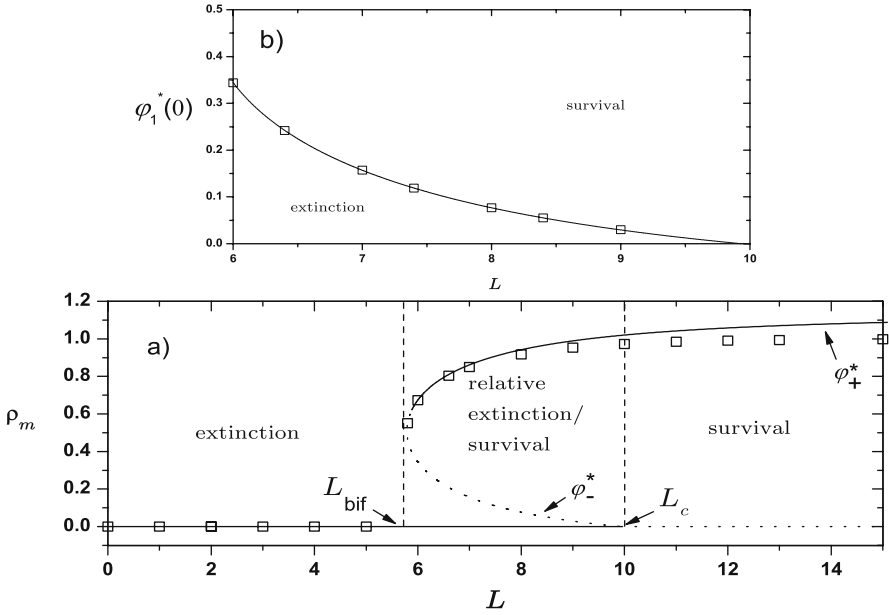 0.5
b)
0.4
0.3
φ₁*(0)
survival
0.2
0.1
extinction
0.0
6 7 8 9 10
L
1.2
a)
1.0
φ₊*
0.8
relative
ρₘ
0.6
extinction/
extinction
survival
survival
0.4
L_bif
φ₋*
L_c
0.2
0.0
0 2 4 6 8 10 12 14
L